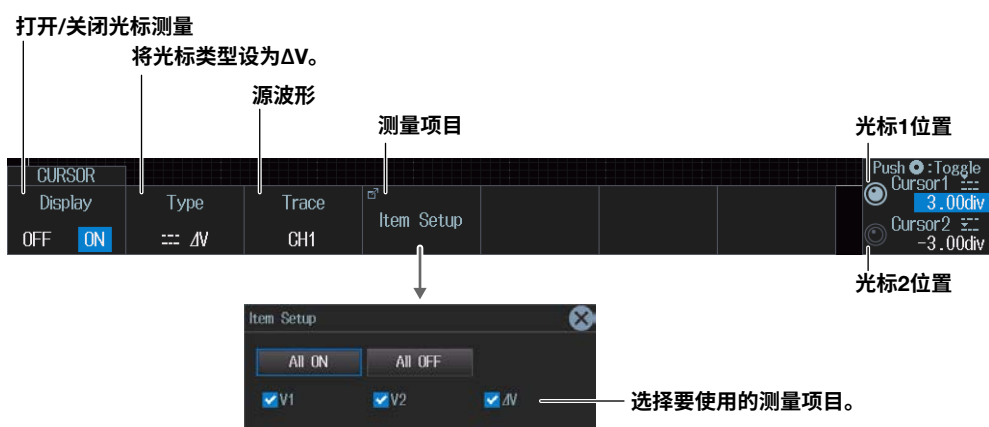 打开/关闭光标测量
将光标类型设为ΔV。
源波形
测量项目
光标1位置
CURSOR
Display
OFF ON
Type
ΔV
Trace
CH1
Item Setup
Push :Toggle
Cursor1
3.00div
Cursor2
-3.00div
光标2位置
Item Setup
All ON All OFF
V1 V2 ΔV
选择要使用的测量项目。